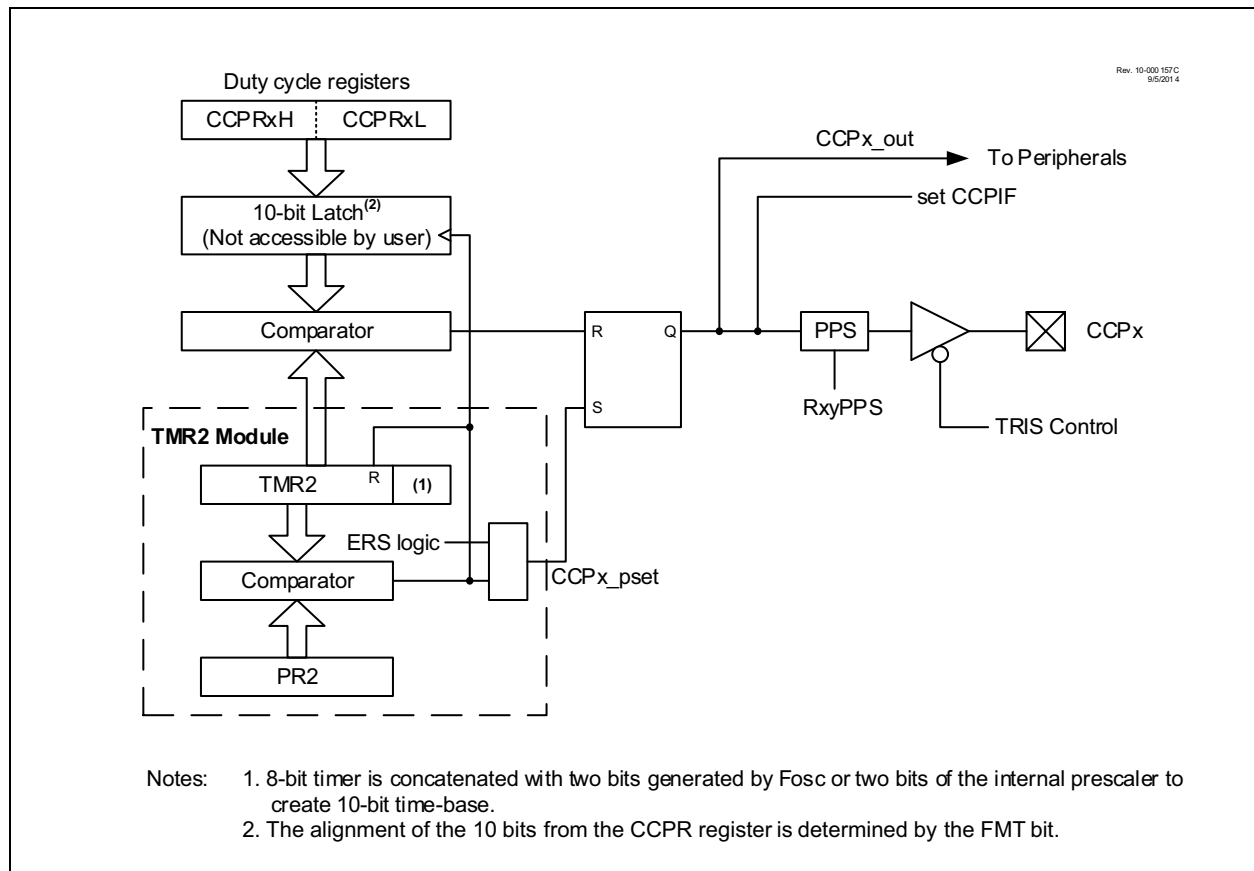 Rev. 10-000 157C
9/5/201 4
Duty cycle registers
CCPRxH CCPRxL
CCPx_out
To Peripherals
set CCPIF
10-bit Latch(2)
(Not accessible by user)
Comparator
R Q
S
PPS
CCPx
RxyPPS
TRIS Control
TMR2 Module
TMR2 R (1)
ERS logic
CCPx_pset
Comparator
PR2
Notes: 1. 8-bit timer is concatenated with two bits generated by Fosc or two bits of the internal prescaler to
create 10-bit time-base.
2. The alignment of the 10 bits from the CCPR register is determined by the FMT bit.